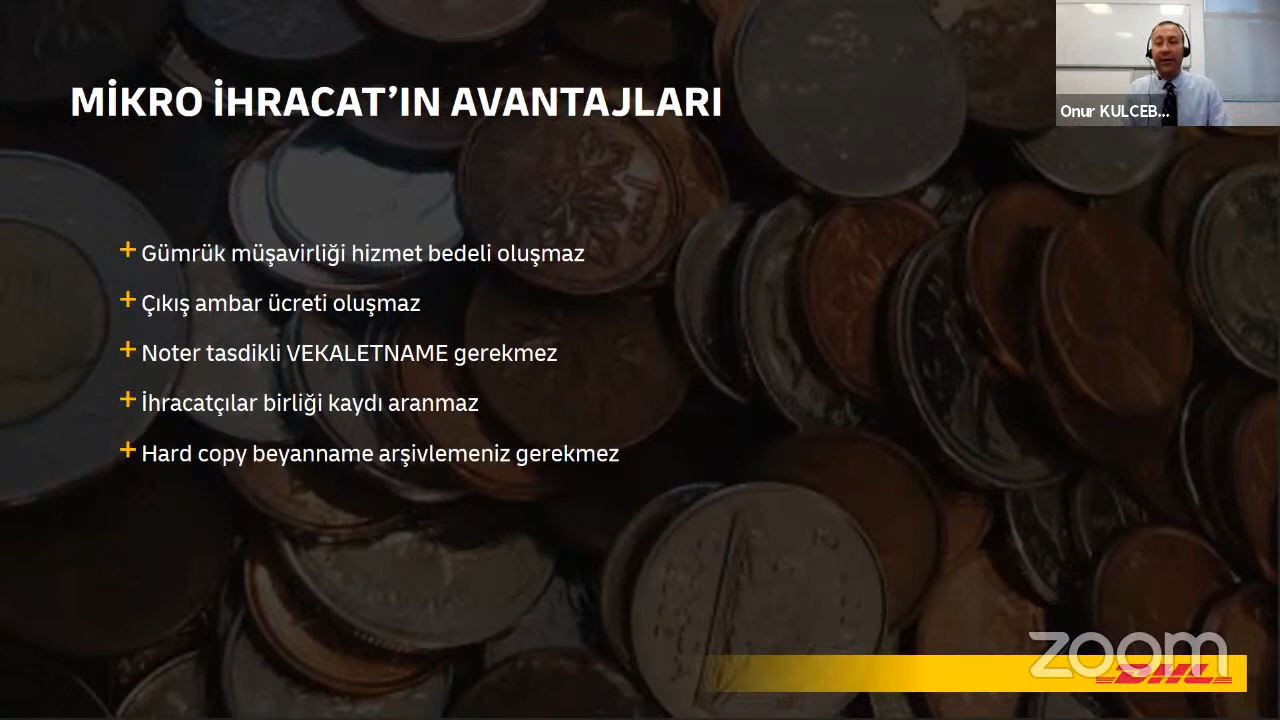 MİKRO İHRACAT’IN AVANTAJLARI
Onur KULCEB...
+ Gümrük müşavirliği hizmet bedeli oluşmaz
+ Çıkış ambar ücreti oluşmaz
+ Noter tasdikli VEKALETNAME gerekmez
+ İhracatçılar birliği kaydı aranmaz
+ Hard copy beyanname arşivlemeniz gerekmez
zoom
DHL